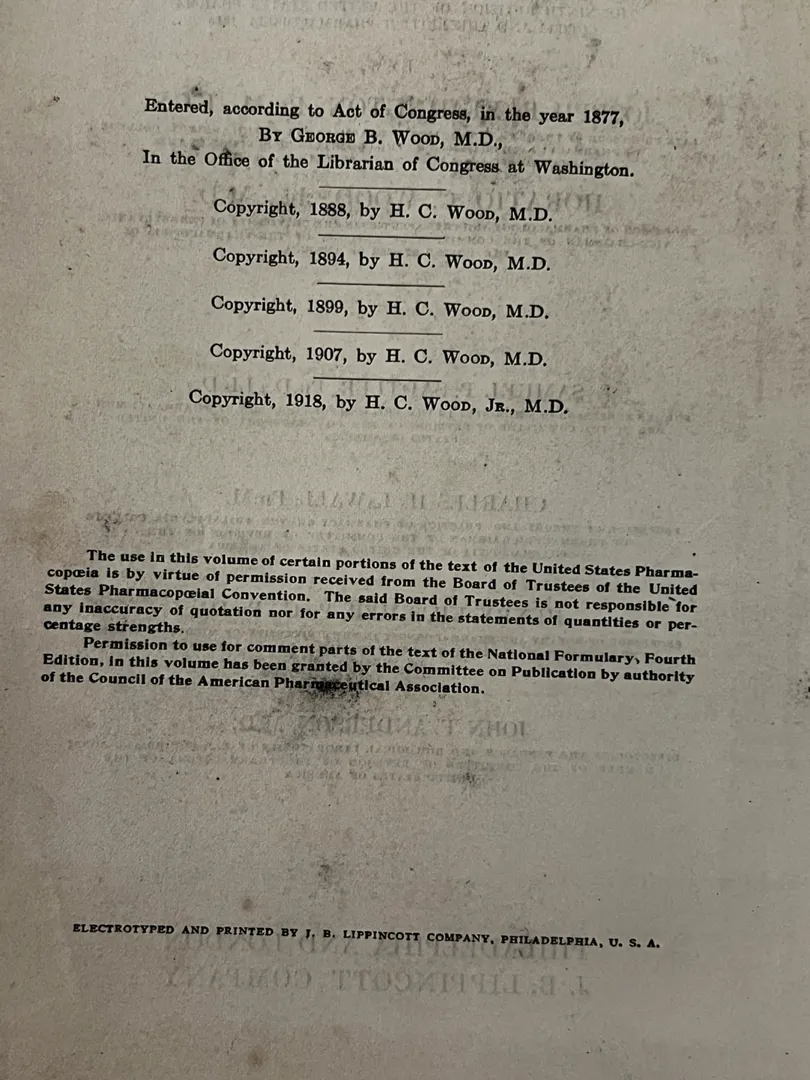 Entered, according to Act of Congress, in the year 1877,
By George B. Wood, M.D.,
In the Office of the Librarian of Congress at Washington.
Copyright, 1888, by H. C. Wood, M.D.
Copyright, 1894, by H. C. Wood, M.D.
Copyright, 1899, by H. C. Wood, M.D.
Copyright, 1907, by H. C. Wood, M.D.
Copyright, 1918, by H. C. Wood, Jr., M.D.
The use in this volume of certain portions of the text of the United States Pharma-
copœia is by virtue of permission received from the Board of Trustees of the United
States Pharmacopœial Convention. The said Board of Trustees is not responsible for
any inaccuracy of quotation nor for any errors in the statements of quantities or per-
centage strengths.
Permission to use for comment parts of the text of the National Formulary, Fourth
Edition, in this volume has been granted by the Committee on Publication by authority
of the Council of the American Pharmaceutical Association.
ELECTROTYPED AND PRINTED BY J. B. LIPPINCOTT COMPANY, PHILADELPHIA, U. S. A.